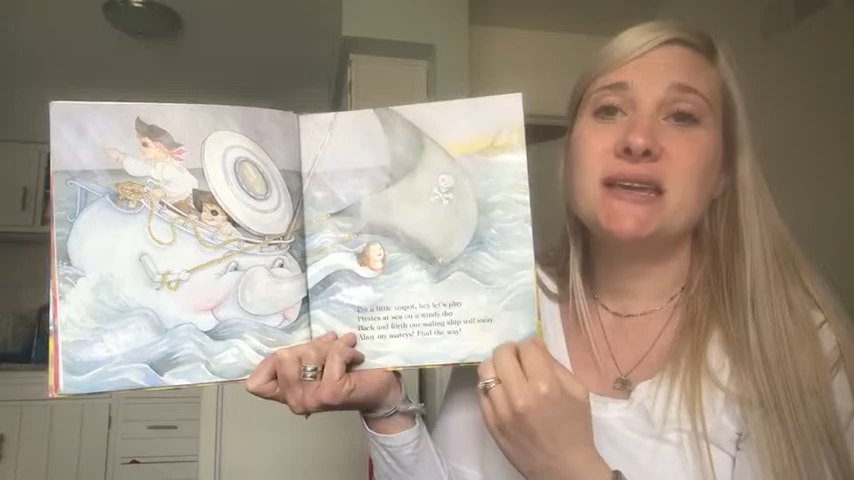 I'm a little teapot, hey let's play
Pirates at sea on a windy day
Back and forth our sailing ship will sway
Ahoy my mateys! Find the way!